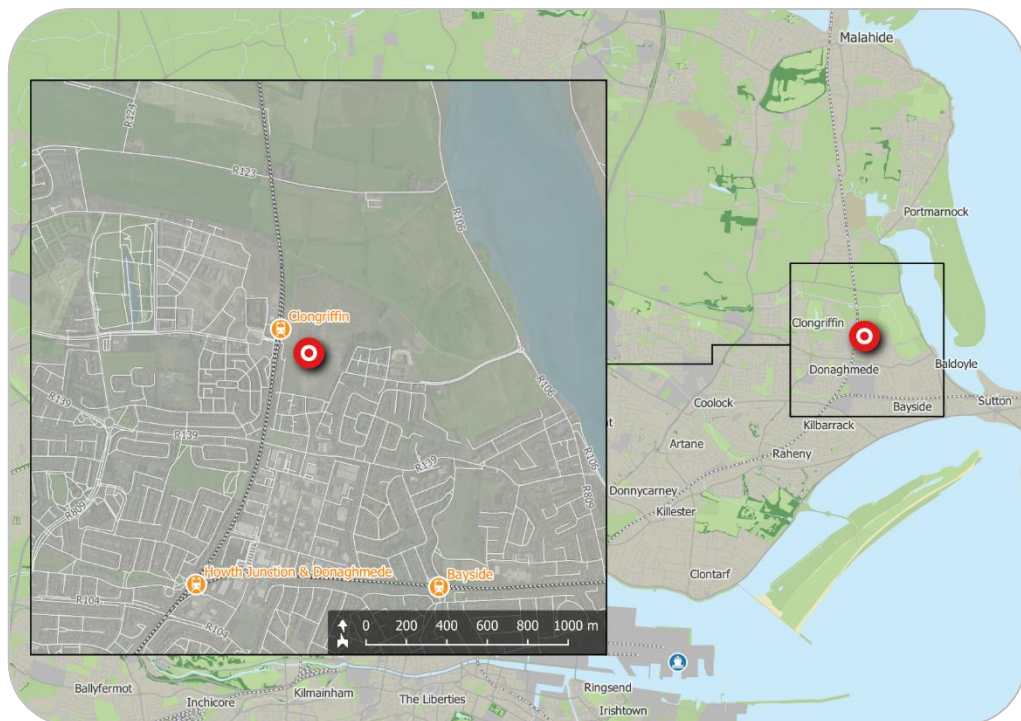 Malahide
R124
R123
R106
Portmarnock
Clongriffin
Clongriffin
Baldoyle
Donaghmede
R106
R139
Coolock
Bayside
Sutton
R139
Kilbarrack
Artane
Raheny
R139
R106
R809
R809
Donnycarney
Killester
Howth Junction & Donaghmede
Bayside
Clontarf
R104
R104
0 200 400 600 800 1000 m
Ballyfermot
Inchicore
Kilmainham
The Liberties
Ringsend
Irishtown